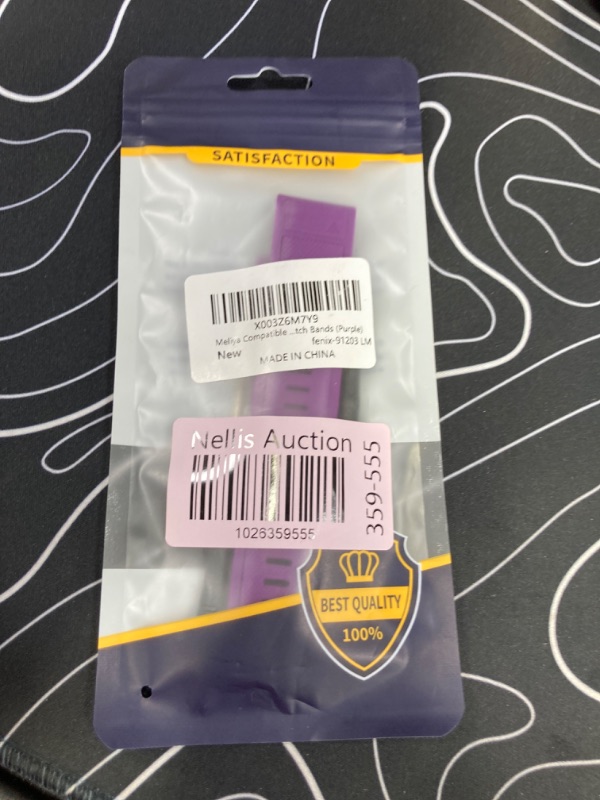 SATISFACTION
X003Z6M7Y9
Meliya Compatible ...tch Bands (Purple)
fenix-91203 LM
New
MADE IN CHINA
Nellis Auction
359-555
1026359555
BEST QUALITY
100%